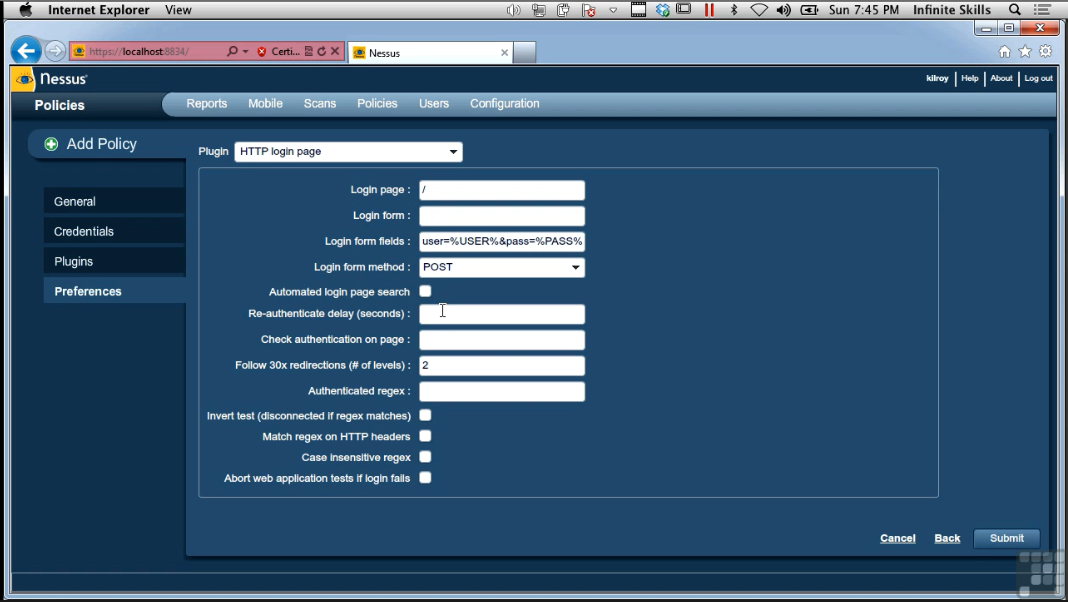 Internet Explorer View Sun 7:45 PM Infinite Skills
https://localhost:8834/ Certi... Nessus
Nessus kilroy Help About Log out
Policies Reports Mobile Scans Policies Users Configuration
Add Policy
General
Credentials
Plugins
Preferences
Plugin HTTP login page
Login page : /
Login form :
Login form fields : user=%USER%&pass=%PASS%
Login form method : POST
Automated login page search
Re-authenticate delay (seconds) :
Check authentication on page :
Follow 30x redirections (# of levels) : 2
Authenticated regex :
Invert test (disconnected if regex matches)
Match regex on HTTP headers
Case insensitive regex
Abort web application tests if login fails
Cancel Back Submit